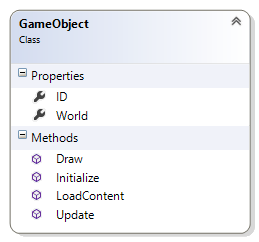 GameObject
Class
Properties
ID
World
Methods
Draw
Initialize
LoadContent
Update